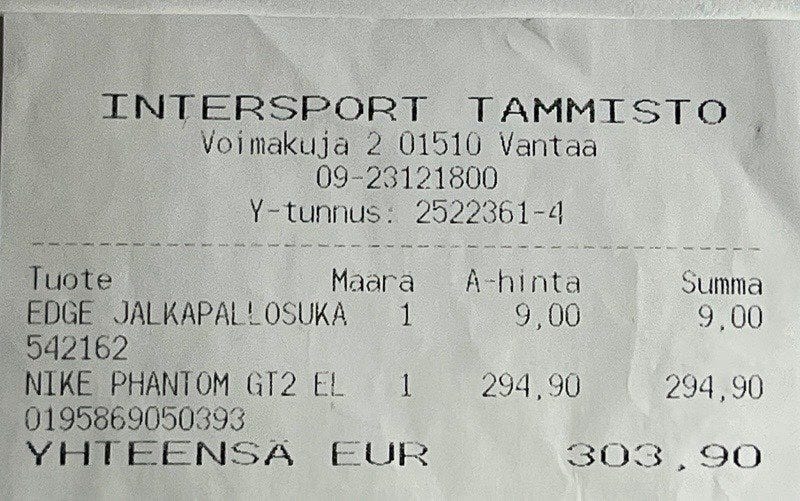 INTERSPORT TAMMISTO
Voimakuja 2 01510 Vantaa
09-23121800
Y-tunnus: 2522361-4
Tuote Maara A-hinta Summa
EDGE JALKAPALLOSUKA 1 9,00 9,00
542162
NIKE PHANTOM GT2 EL 1 294,90 294,90
0195869050393
YHTEENSÄ EUR 303,90